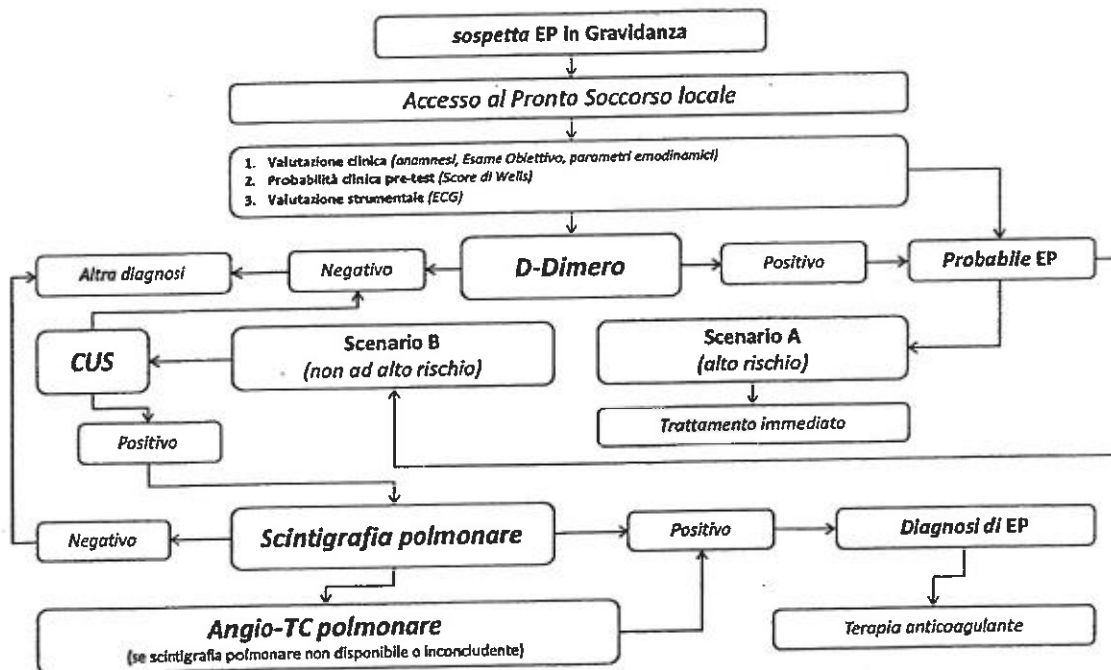 sospetta EP in Gravidanza
Accesso al Pronto Soccorso locale
1. Valutazione clinica (anamnesi, Esame Obiettivo, parametri emodinamici)
2. Probabilità clinica pre-test (Score di Wells)
3. Valutazione strumentale (ECG)
Altra diagnosi
Negativo
D-Dimero
Positivo
Probabile EP
CUS
Scenario B
(non ad alto rischio)
Scenario A
(alto rischio)
Trattamento immediato
Positivo
Negativo
Scintigrafia polmonare
Positivo
Diagnosi di EP
Angio-TC polmonare
(se scintigrafia polmonare non disponibile o inconcludente)
Terapia anticoagulante